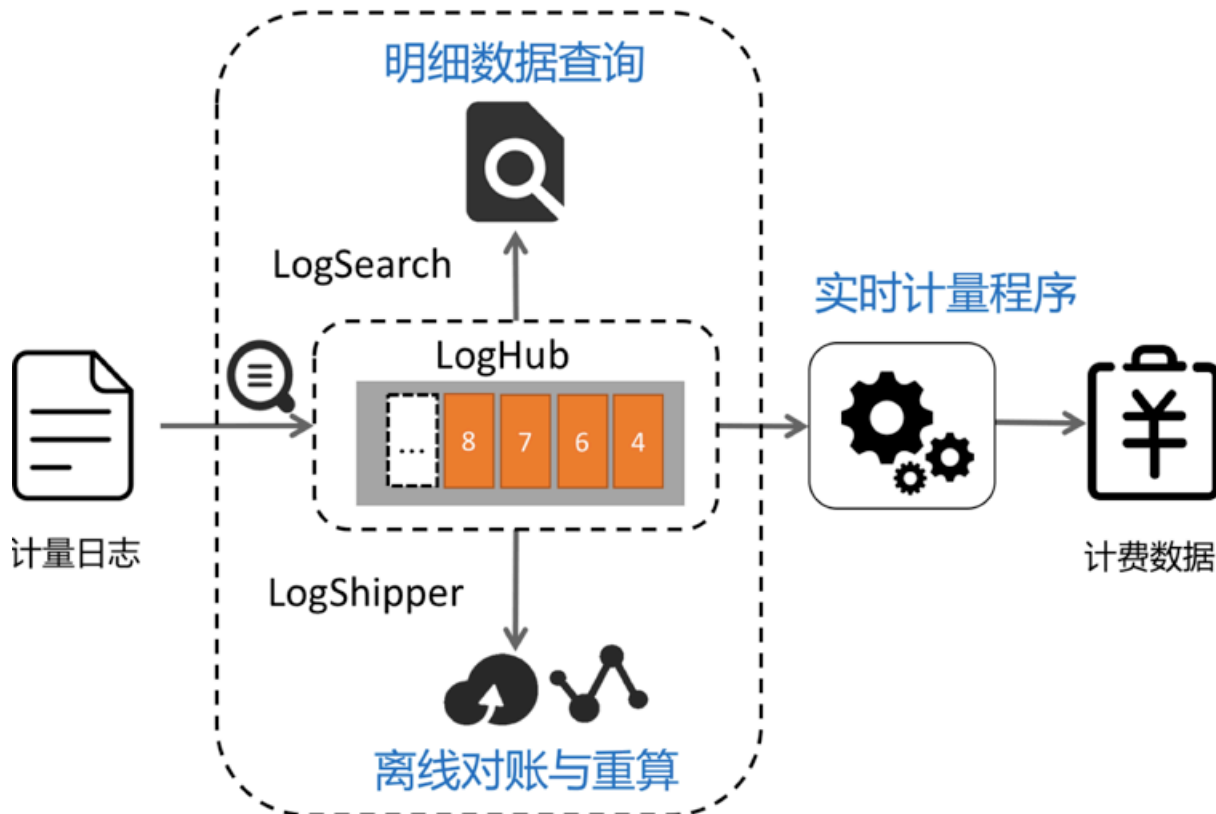 明细数据查询
LogSearch
实时计量程序
LogHub
... 8 7 6 4
计量日志
计费数据
LogShipper
离线对账与重算